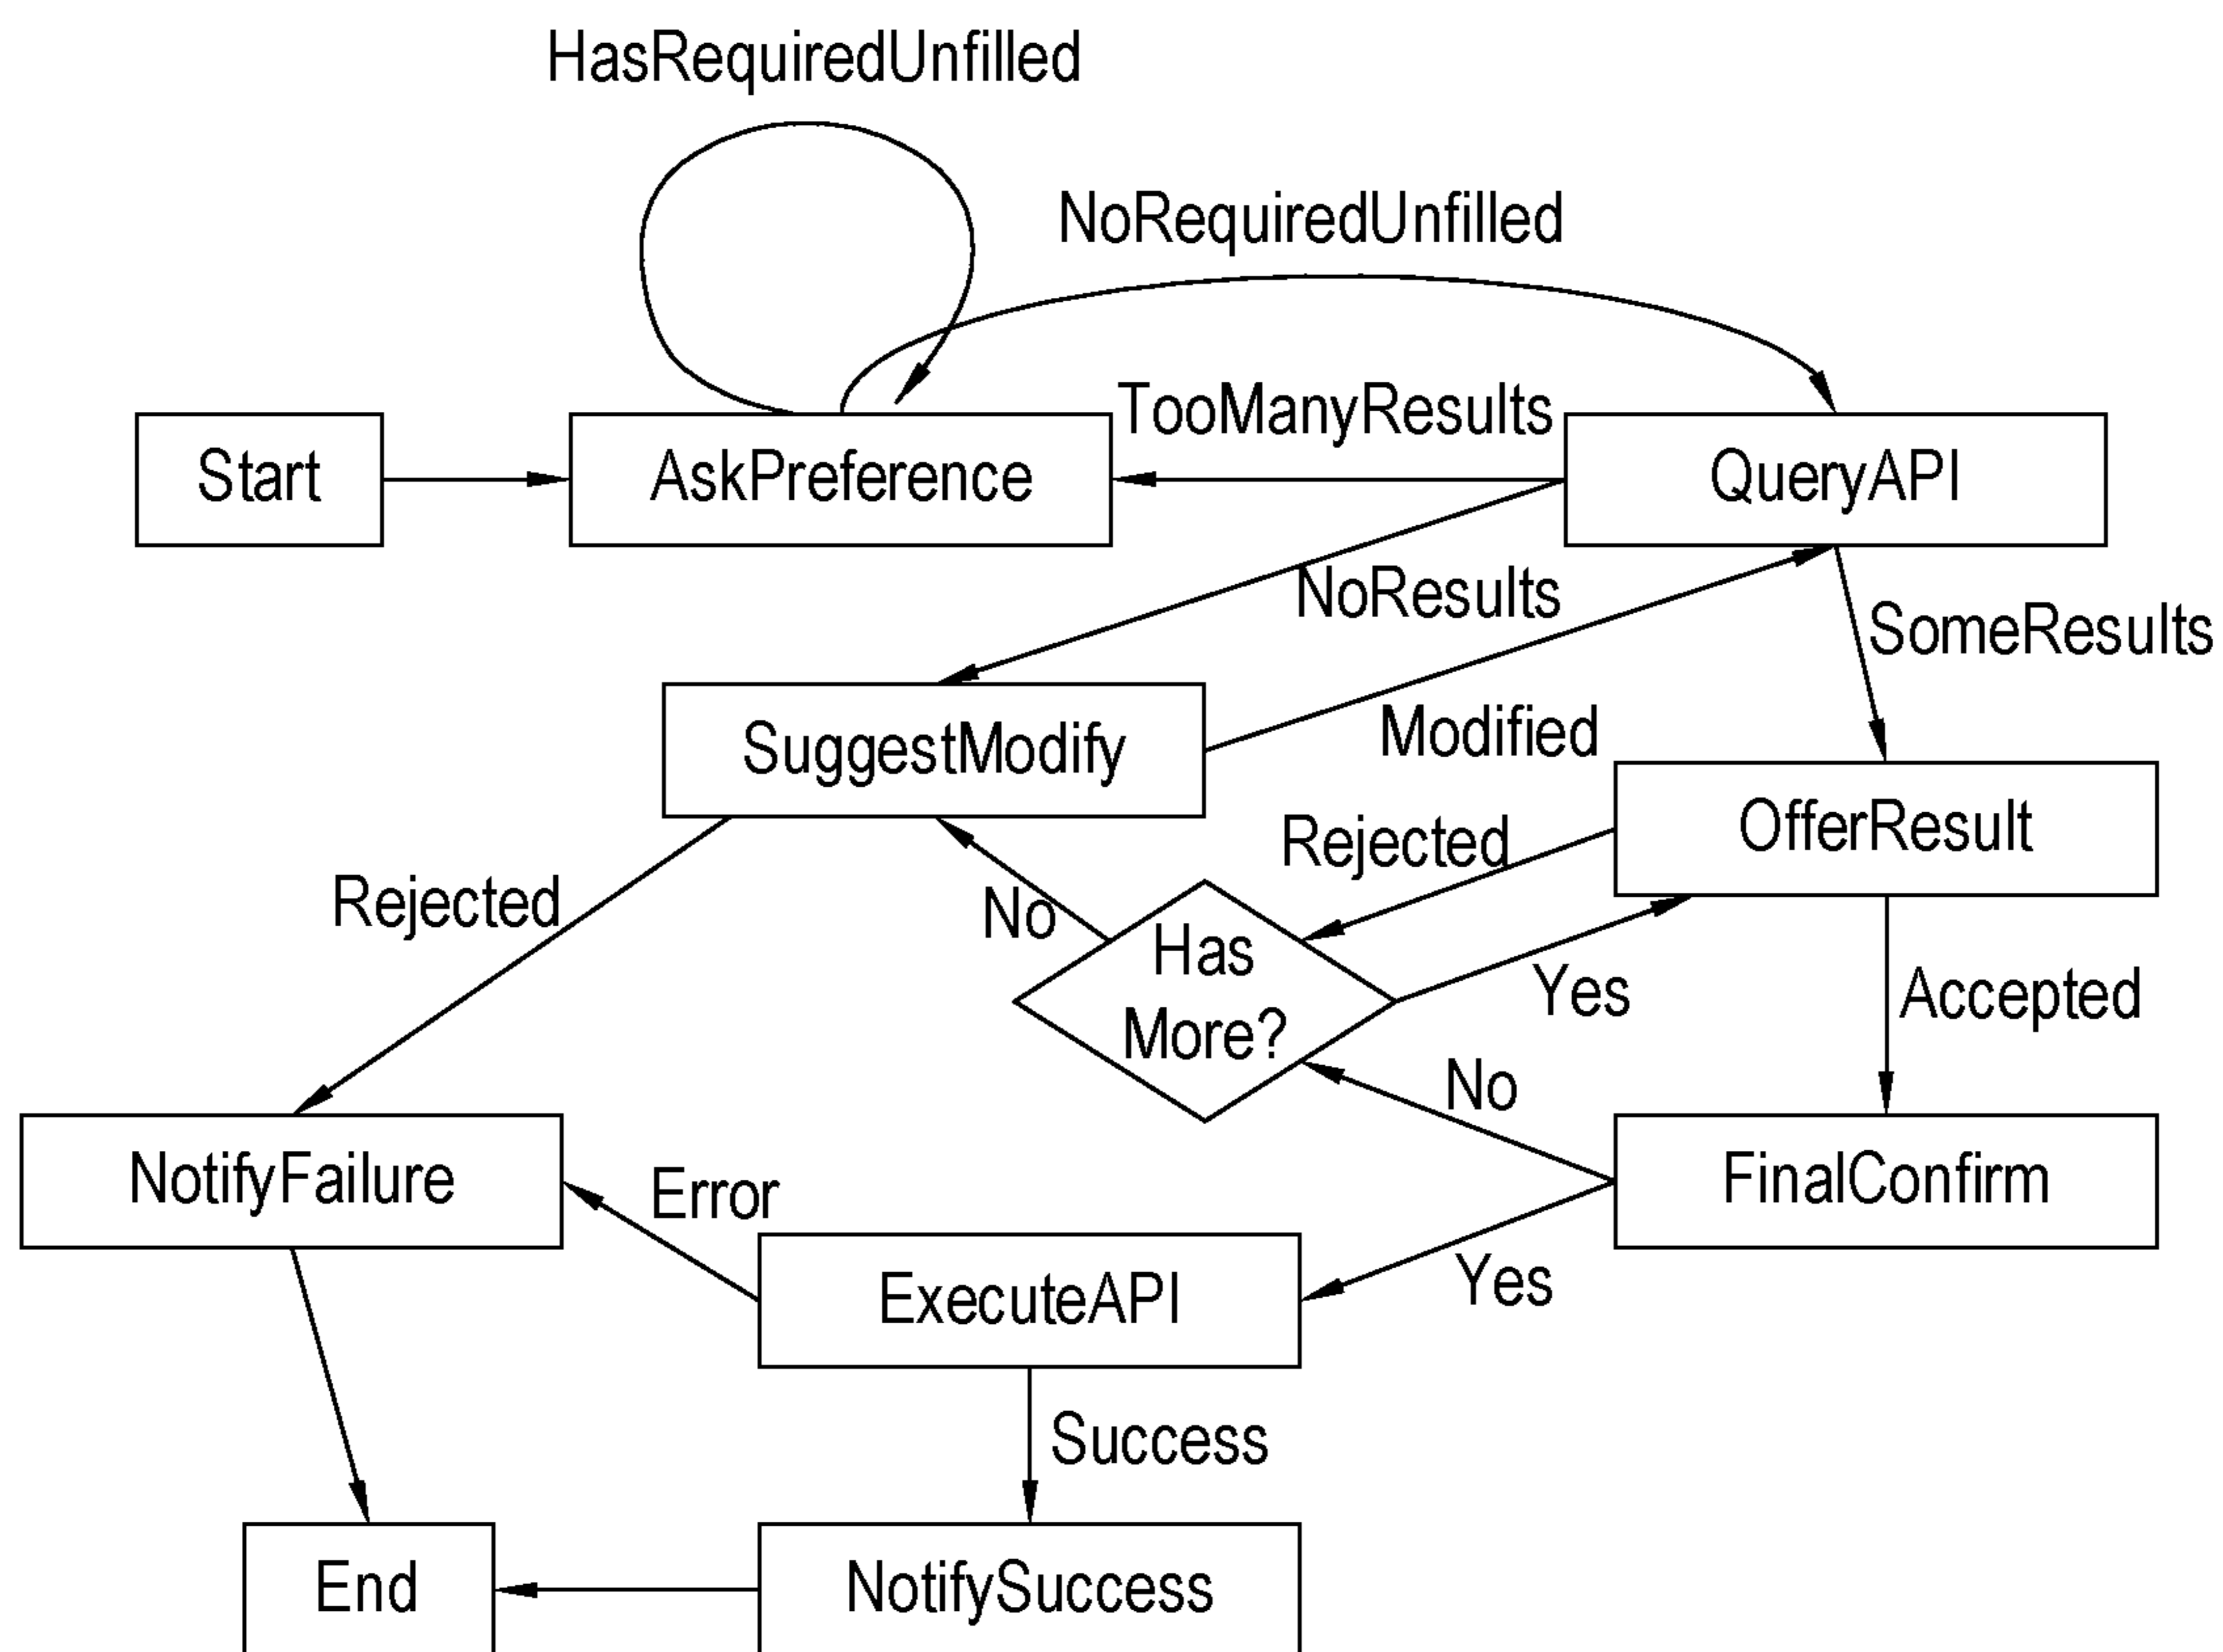 HasRequiredUnfilled
NoRequiredUnfilled
TooManyResults
Start
AskPreference
QueryAPI
NoResults
SomeResults
SuggestModify
Modified
OfferResult
Rejected
Rejected
No
Has
More?
Yes
Accepted
No
NotifyFailure
Error
FinalConfirm
ExecuteAPI
Yes
Success
End
NotifySuccess